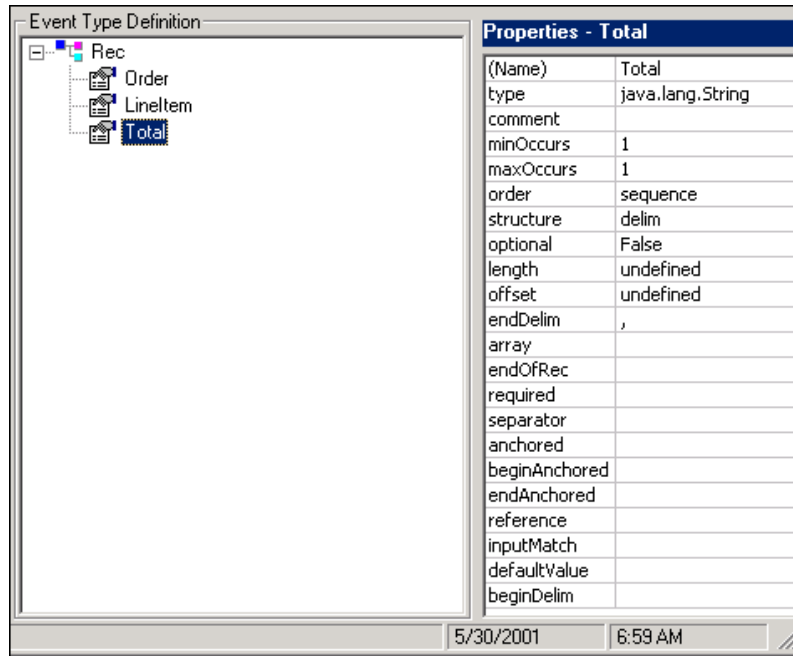 Event Type Definition
Rec
Order
LineItem
Total
Properties - Total
(Name) Total
type java.lang.String
comment
minOccurs 1
maxOccurs 1
order sequence
structure delim
optional False
length undefined
offset undefined
endDelim ,
array
endOfRec
required
separator
anchored
beginAnchored
endAnchored
reference
inputMatch
defaultValue
beginDelim
5/30/2001 6:59 AM